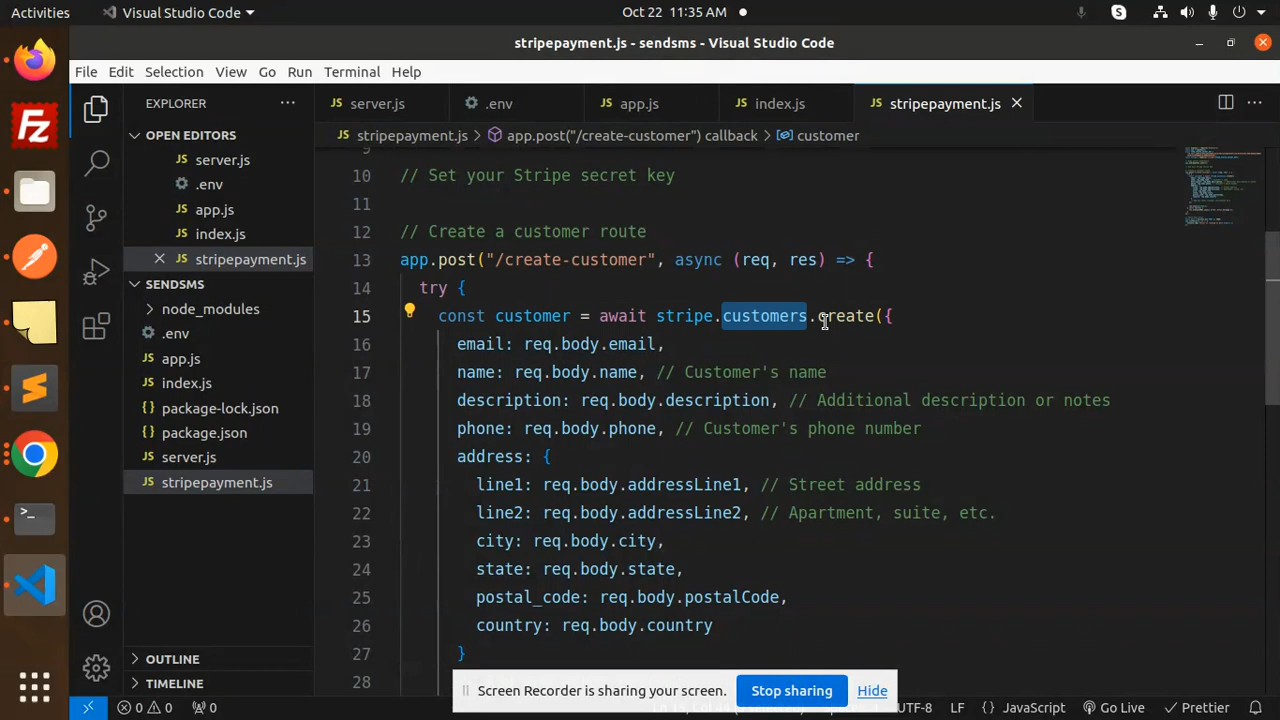 Activities
Visual Studio Code
Oct 22 11:35 AM
stripepayment.js - sendsms - Visual Studio Code
File Edit Selection View Go Run Terminal Help
EXPLORER
OPEN EDITORS
JS server.js
.env
JS app.js
JS index.js
JS stripepayment.js
SENDSMS
node_modules
.env
JS app.js
JS index.js
{} package-lock.json
{} package.json
JS server.js
JS stripepayment.js
OUTLINE
TIMELINE
JS server.js
.env
JS app.js
JS index.js
JS stripepayment.js
JS stripepayment.js > app.post("/create-customer") callback > customer
9
10 // Set your Stripe secret key
11
12 // Create a customer route
13 app.post("/create-customer", async (req, res) => {
14 try {
15 const customer = await stripe.customers.create({
16 email: req.body.email,
17 name: req.body.name, // Customer's name
18 description: req.body.description, // Additional description or notes
19 phone: req.body.phone, // Customer's phone number
20 address: {
21 line1: req.body.addressLine1, // Street address
22 line2: req.body.addressLine2, // Apartment, suite, etc.
23 city: req.body.city,
24 state: req.body.state,
25 postal_code: req.body.postalCode,
26 country: req.body.country
27 }
28
Screen Recorder is sharing your screen.
Stop sharing
Hide
0 0 0
UTF-8 LF {} JavaScript Go Live Prettier